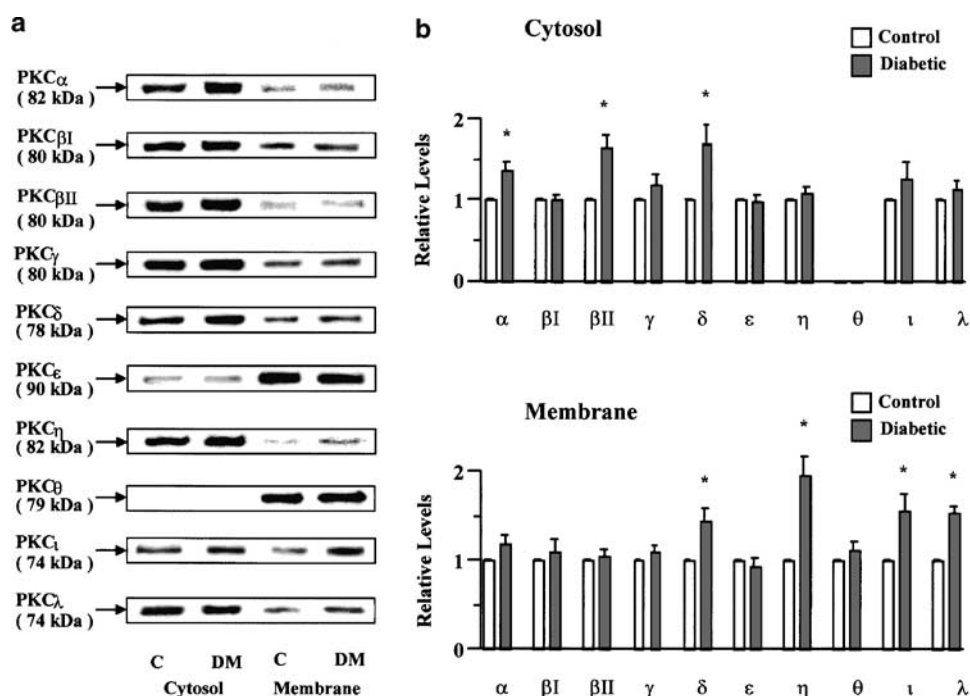 a
PKCα
( 82 kDa )
PKCβI
( 80 kDa )
PKCβII
( 80 kDa )
PKCγ
( 80 kDa )
PKCδ
( 78 kDa )
PKCε
( 90 kDa )
PKCη
( 82 kDa )
PKCθ
( 79 kDa )
PKCι
( 74 kDa )
PKCλ
( 74 kDa )
C DM C DM
Cytosol Membrane
b
Cytosol
Control
Diabetic
Relative Levels
2
1
0
* * *
α βI βII γ δ ε η θ ι λ
Membrane
Control
Diabetic
Relative Levels
2
1
0
* * * *
α βI βII γ δ ε η θ ι λ